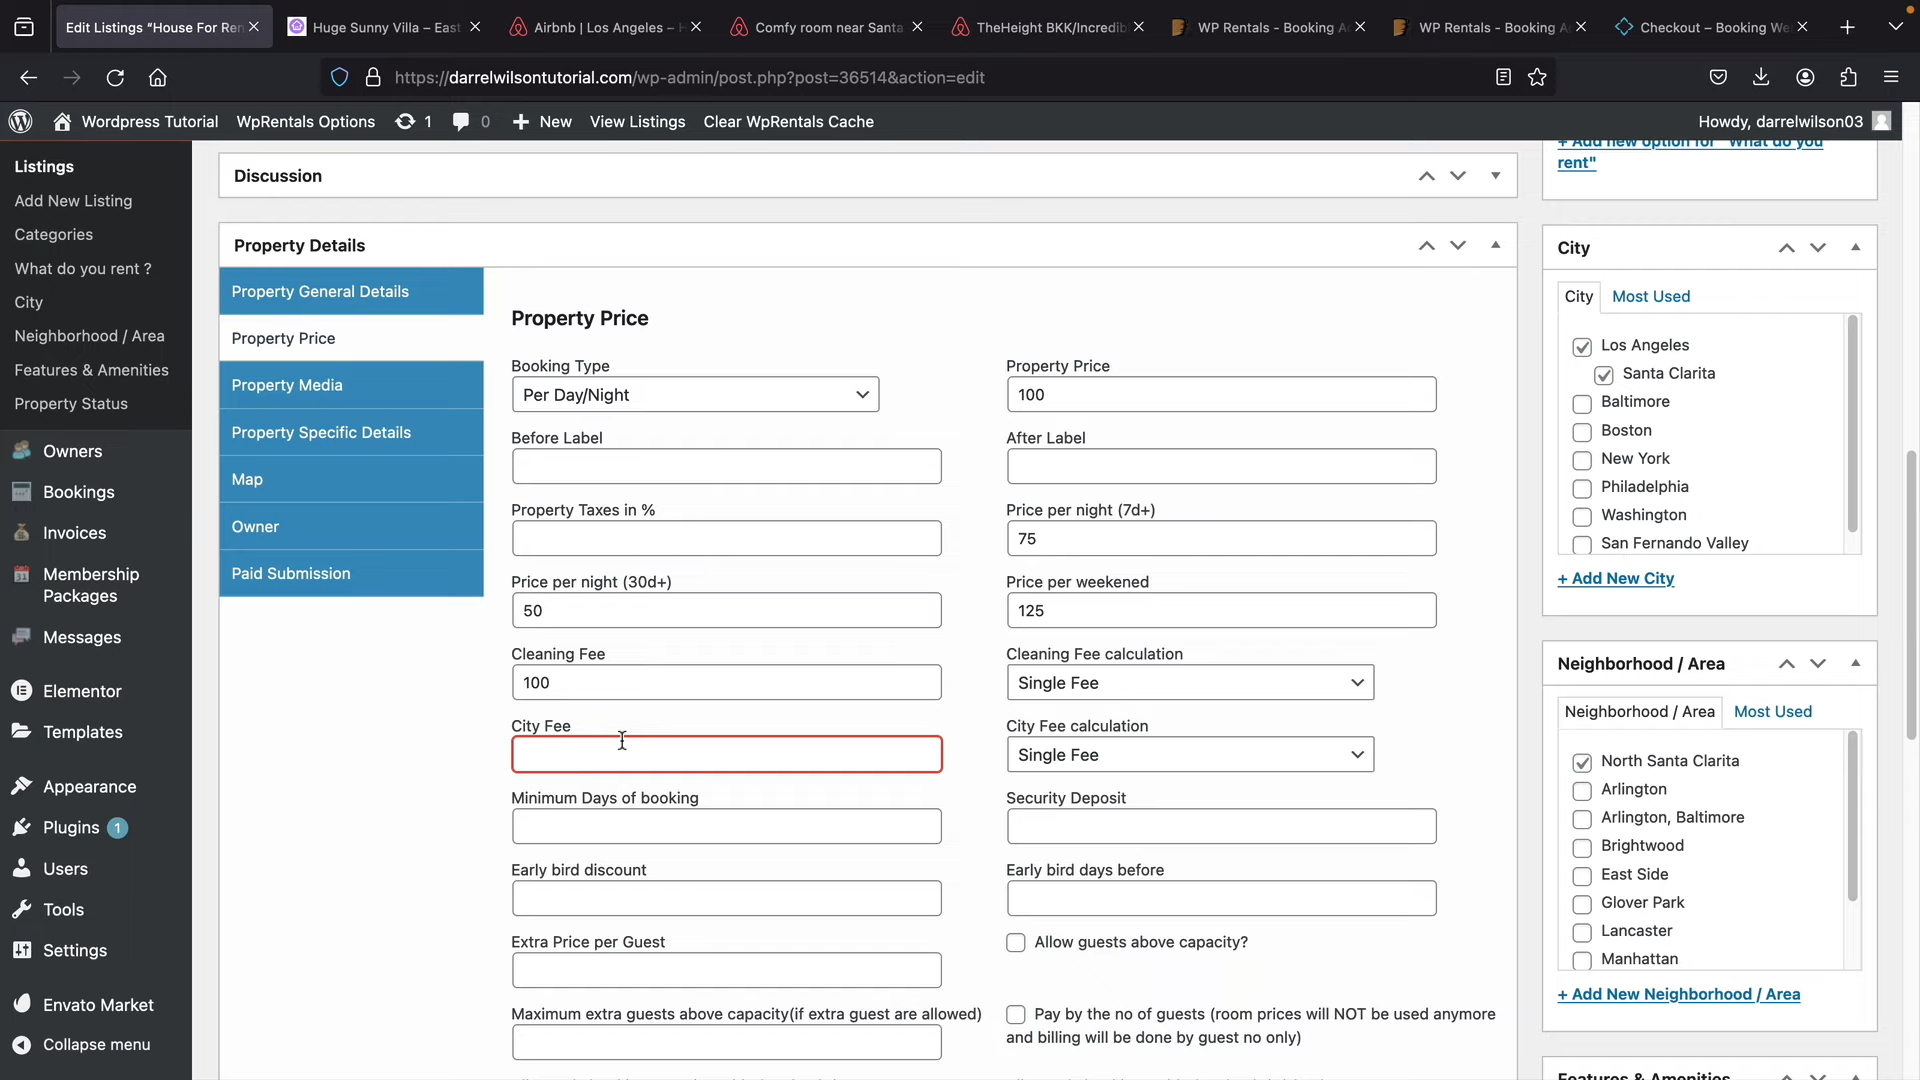 Edit Listings "House For Ren
Huge Sunny Villa – East
Airbnb | Los Angeles –
Comfy room near Santa
TheHeight BKK/Incredib
WP Rentals - Booking A
WP Rentals - Booking A
Checkout – Booking We
https://darrelwilsontutorial.com/wp-admin/post.php?post=36514&action=edit
Wordpress Tutorial
WpRentals Options
1
0
New
View Listings
Clear WpRentals Cache
Howdy, darrelwilson03
Listings
Add New Listing
Categories
What do you rent ?
City
Neighborhood / Area
Features & Amenities
Property Status
Owners
Bookings
Invoices
Membership
Packages
Messages
Elementor
Templates
Appearance
Plugins 1
Users
Tools
Settings
Envato Market
Collapse menu
Discussion
Property Details
Property General Details
Property Price
Property Media
Property Specific Details
Map
Owner
Paid Submission
Property Price
Booking Type
Per Day/Night
Property Price
100
Before Label
After Label
Property Taxes in %
Price per night (7d+)
75
Price per night (30d+)
50
Price per weekened
125
Cleaning Fee
100
Cleaning Fee calculation
Single Fee
City Fee
City Fee calculation
Single Fee
Minimum Days of booking
Security Deposit
Early bird discount
Early bird days before
Extra Price per Guest
Allow guests above capacity?
Maximum extra guests above capacity(if extra guest are allowed)
Pay by the no of guests (room prices will NOT be used anymore
and billing will be done by guest no only)
+ Add new option for "What do you
rent"
City
City
Most Used
Los Angeles
Santa Clarita
Baltimore
Boston
New York
Philadelphia
Washington
San Fernando Valley
+ Add New City
Neighborhood / Area
Neighborhood / Area
Most Used
North Santa Clarita
Arlington
Arlington, Baltimore
Brightwood
East Side
Glover Park
Lancaster
Manhattan
+ Add New Neighborhood / Area
Features & Amenities